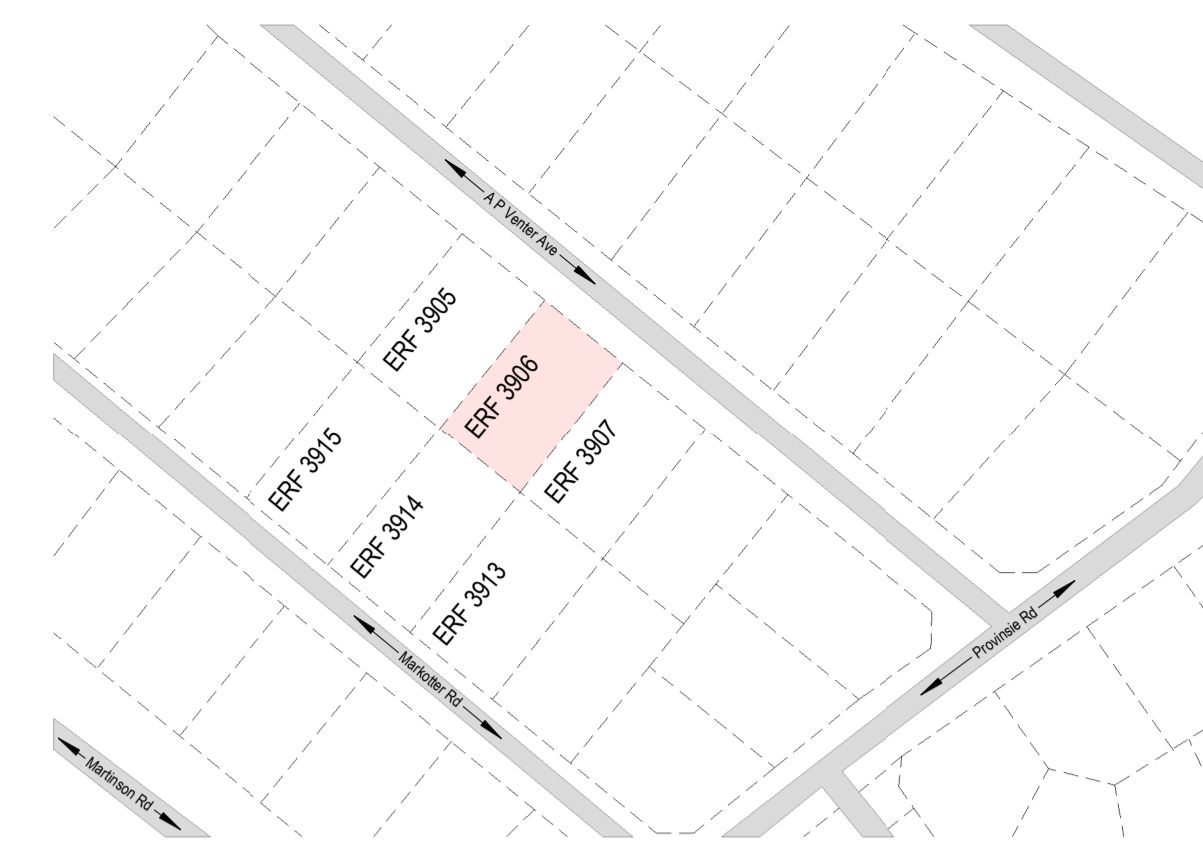 A P Venter Ave
ERF 3905
ERF 3906
ERF 3907
ERF 3915
ERF 3914
ERF 3913
Markotter Rd
Provinsie Rd
Martinson Rd